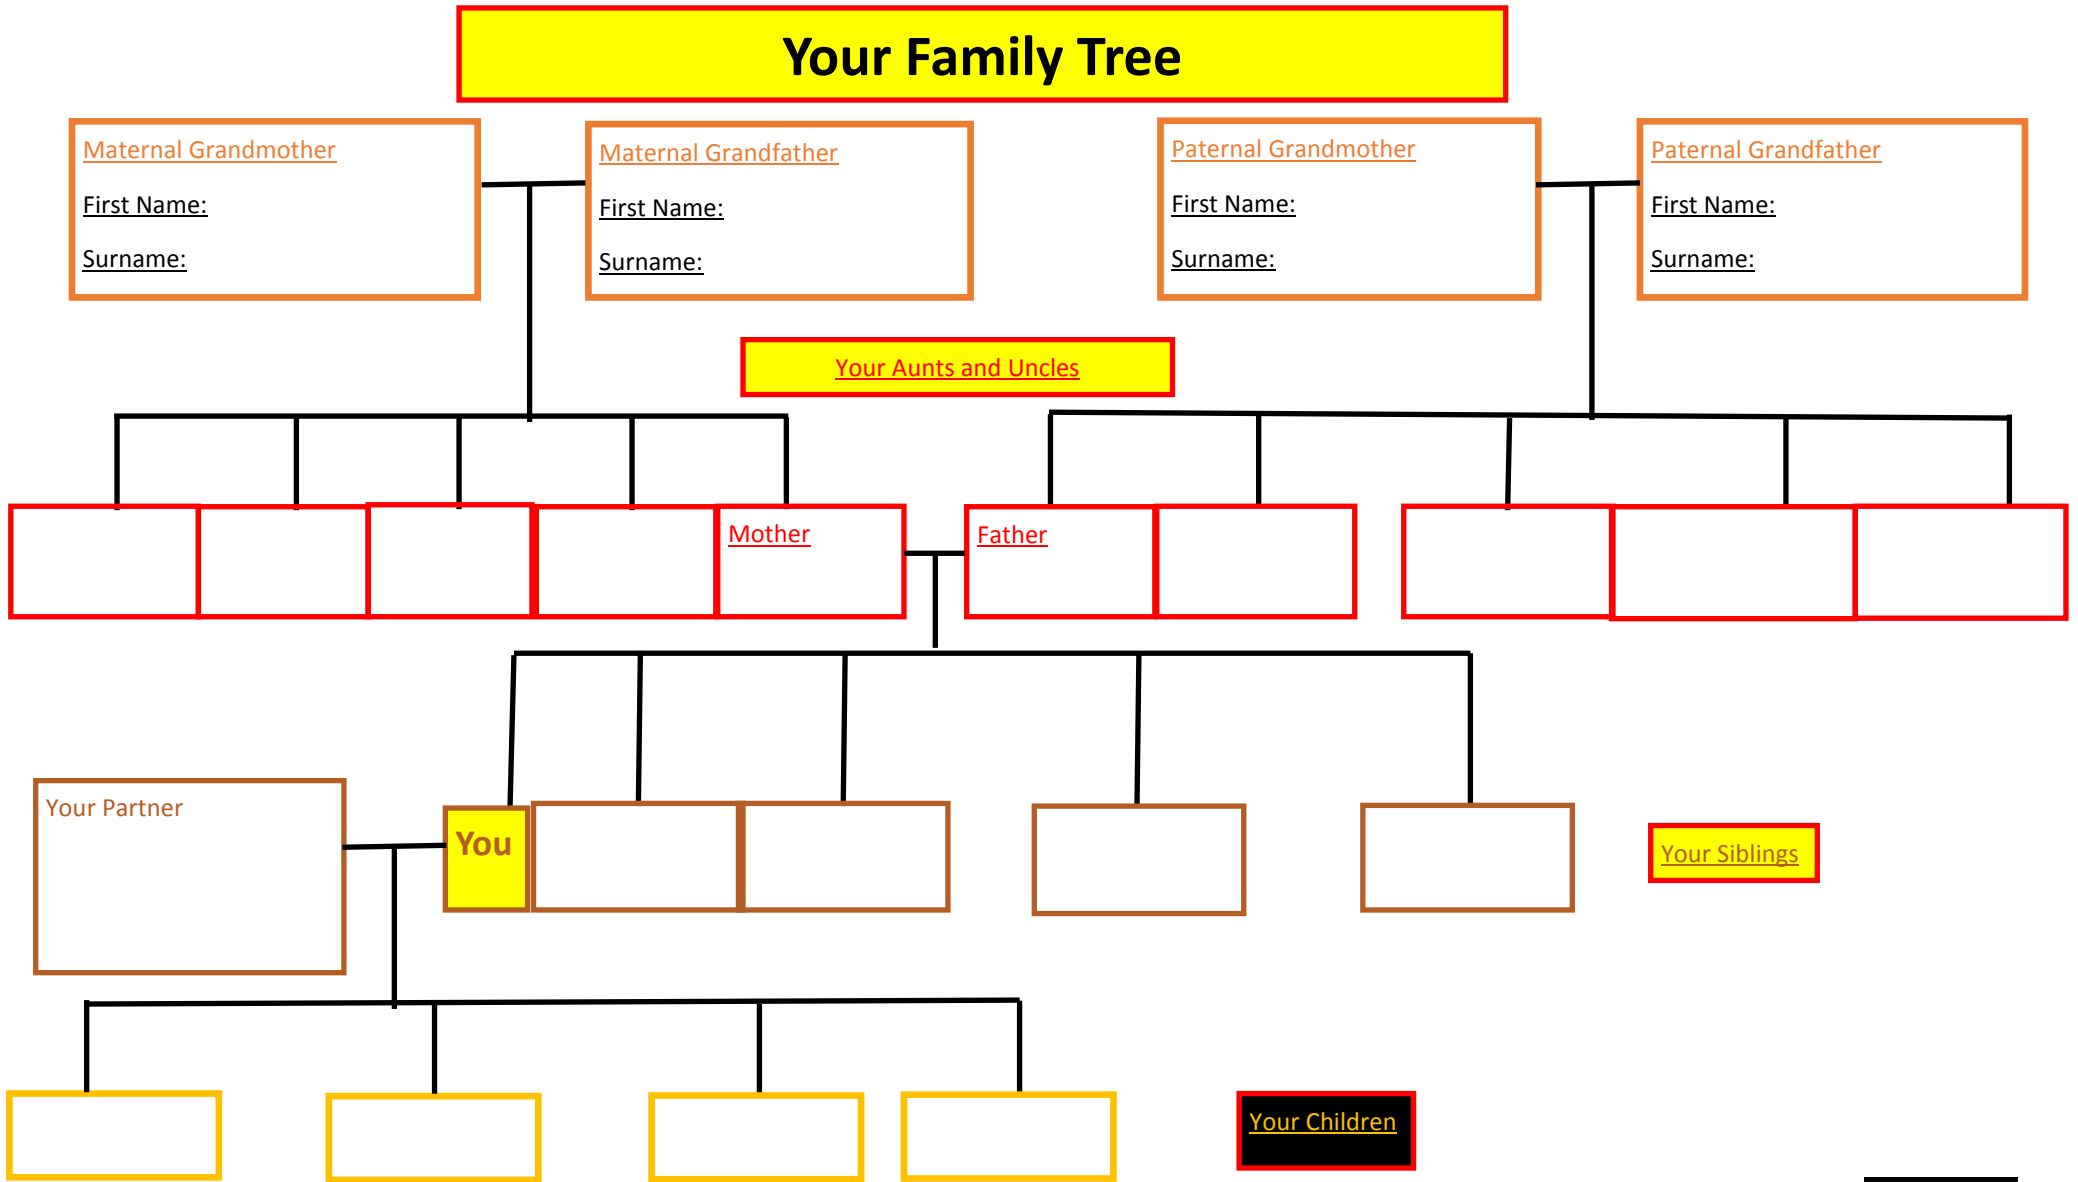 Your Family Tree
Maternal Grandmother
First Name:
Surname:
Maternal Grandfather
First Name:
Surname:
Paternal Grandmother
First Name:
Surname:
Paternal Grandfather
First Name:
Surname:
Your Aunts and Uncles
Mother
Father
Your Partner
You
Your Siblings
Your Children